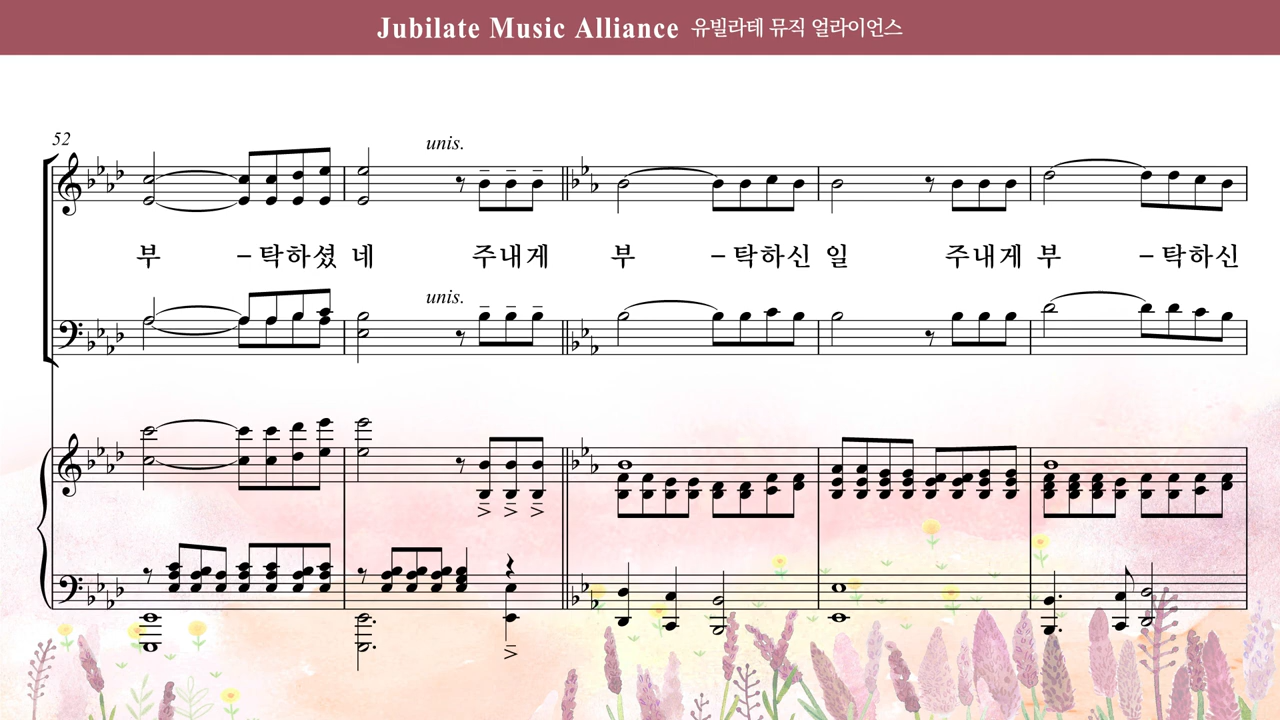 Jubilate Music Alliance 유빌라테 뮤직 얼라이언스
52
unis.
부 – 탁하셨 네 주내게 부 – 탁하신 일 주내게 부 – 탁하신
unis.